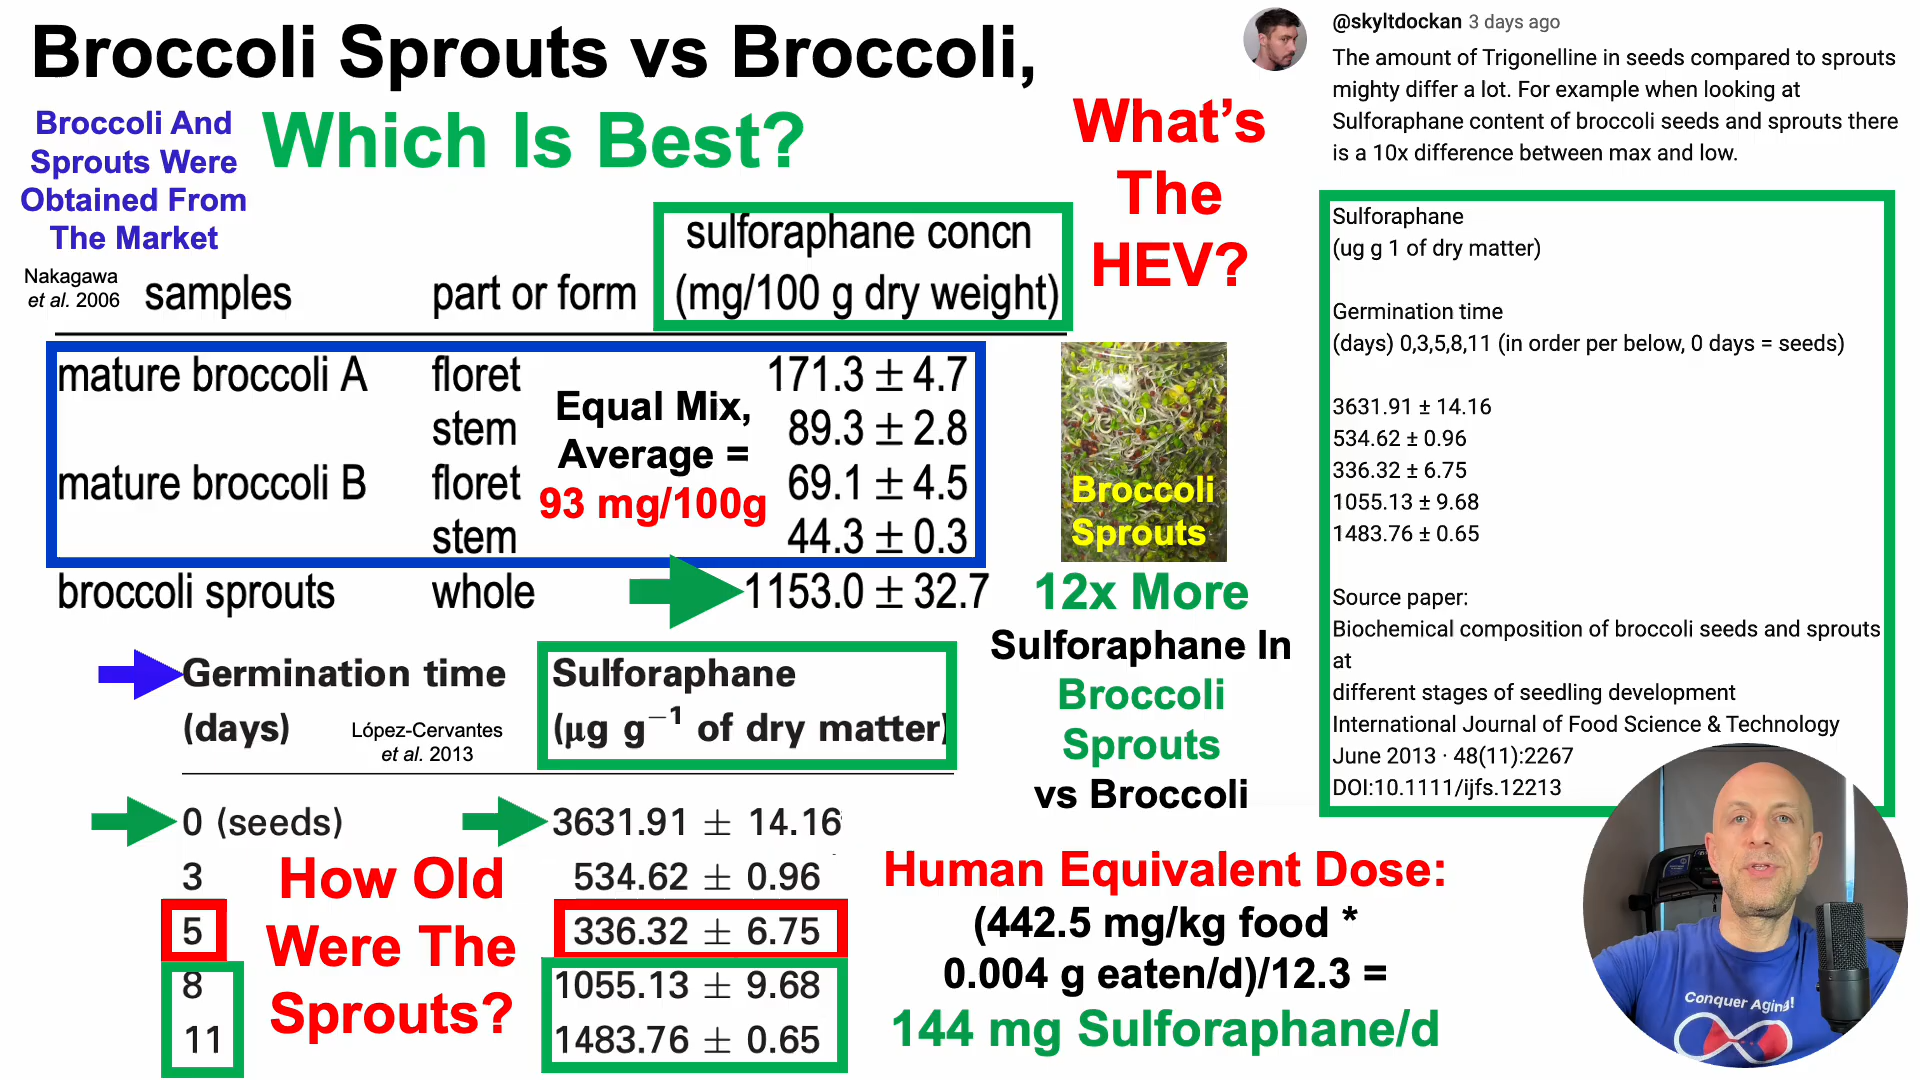 Broccoli Sprouts vs Broccoli,
Which Is Best?
Broccoli And
Sprouts Were
Obtained From
The Market
What's
The
HEV?
Nakagawa
et al. 2006
samples part or form sulforaphane concn
(mg/100 g dry weight)
mature broccoli A floret 171.3 ± 4.7
stem 89.3 ± 2.8
mature broccoli B floret 69.1 ± 4.5
stem 44.3 ± 0.3
Equal Mix,
Average =
93 mg/100g
broccoli sprouts whole 1153.0 ± 32.7
Broccoli
Sprouts
12x More
Sulforaphane In
Broccoli
Sprouts
vs Broccoli
Germination time
(days)
López-Cervantes
et al. 2013
Sulforaphane
(µg g⁻¹ of dry matter)
0 (seeds) 3631.91 ± 14.16
3 534.62 ± 0.96
5 336.32 ± 6.75
8 1055.13 ± 9.68
11 1483.76 ± 0.65
How Old
Were The
Sprouts?
Human Equivalent Dose:
(442.5 mg/kg food *
0.004 g eaten/d)/12.3 =
144 mg Sulforaphane/d
@skyltdockan 3 days ago
The amount of Trigonelline in seeds compared to sprouts
mighty differ a lot. For example when looking at
Sulforaphane content of broccoli seeds and sprouts there
is a 10x difference between max and low.
Sulforaphane
(ug g 1 of dry matter)
Germination time
(days) 0,3,5,8,11 (in order per below, 0 days = seeds)
3631.91 ± 14.16
534.62 ± 0.96
336.32 ± 6.75
1055.13 ± 9.68
1483.76 ± 0.65
Source paper:
Biochemical composition of broccoli seeds and sprouts
at
different stages of seedling development
International Journal of Food Science & Technology
June 2013 · 48(11):2267
DOI:10.1111/ijfs.12213
Conquer Aging!